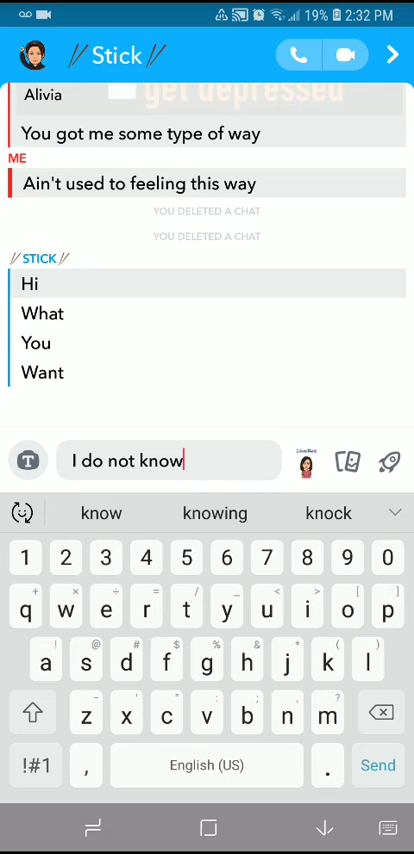 19% 2:32 PM
Stick
get depressed
Alivia
You got me some type of way
ME
Ain't used to feeling this way
YOU DELETED A CHAT
YOU DELETED A CHAT
STICK
Hi
What
You
Want
T I do not know
know knowing knock
1 2 3 4 5 6 7 8 9 0
+ × ÷ = / _ < > [ ]
q w e r t y u i o p
! @ # $ % & * ( )
a s d f g h j k l
- ' " : ; , ?
z x c v b n m
!#1 , English (US) . Send